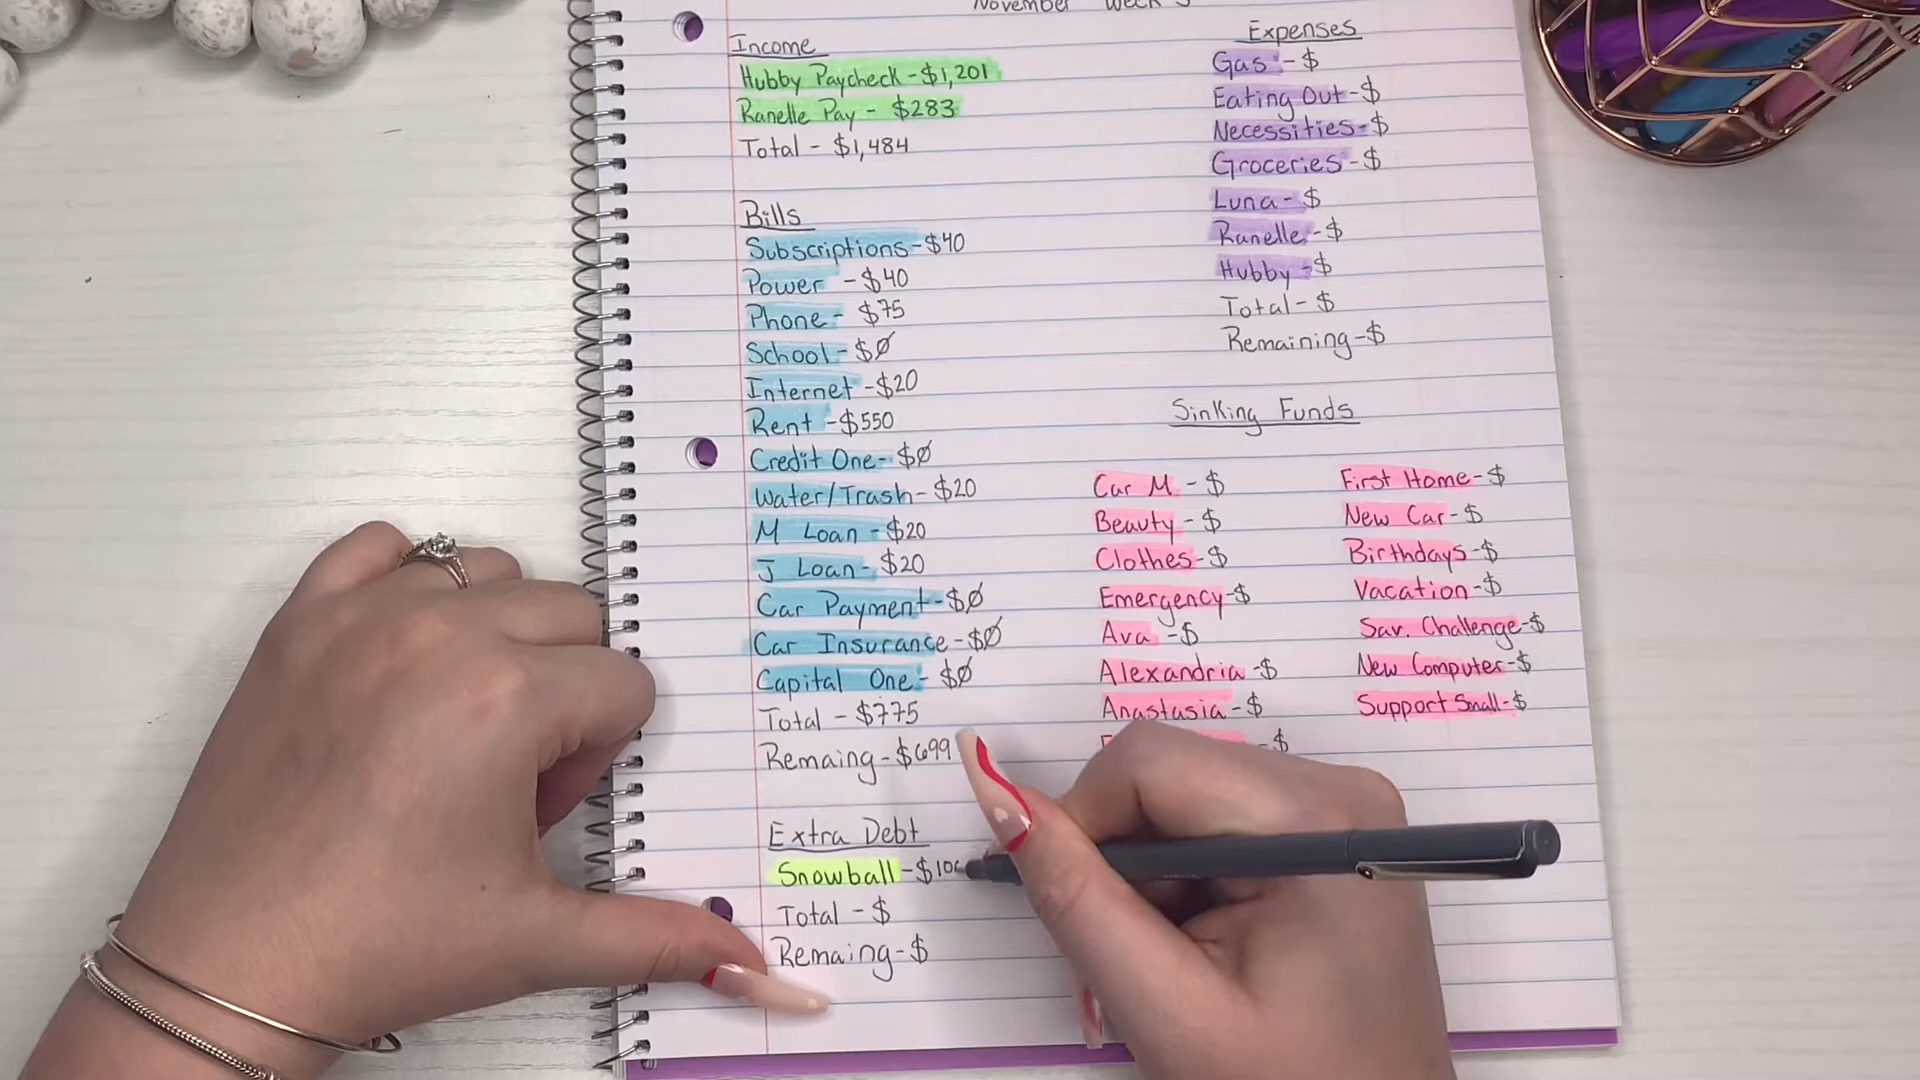 November Week 3
Income
Hubby Paycheck - $1,201
Ranelle Pay - $283
Total - $1,484
Bills
Subscriptions - $40
Power - $40
Phone - $75
School - $0
Internet - $20
Rent - $550
Credit One - $0
Water/Trash - $20
M Loan - $20
J Loan - $20
Car Payment - $0
Car Insurance - $0
Capital One - $0
Total - $775
Remaing - $699
Extra Debt
Snowball - $100
Total - $
Remaing - $
Expenses
Gas - $
Eating Out - $
Necessities - $
Groceries - $
Luna - $
Ranelle - $
Hubby - $
Total - $
Remaining - $
Sinking Funds
Car M - $
Beauty - $
Clothes - $
Emergency - $
Ava - $
Alexandria - $
Anastasia - $
- $
First Home - $
New Car - $
Birthdays - $
Vacation - $
Sav. Challenge - $
New Computer - $
Support Small - $